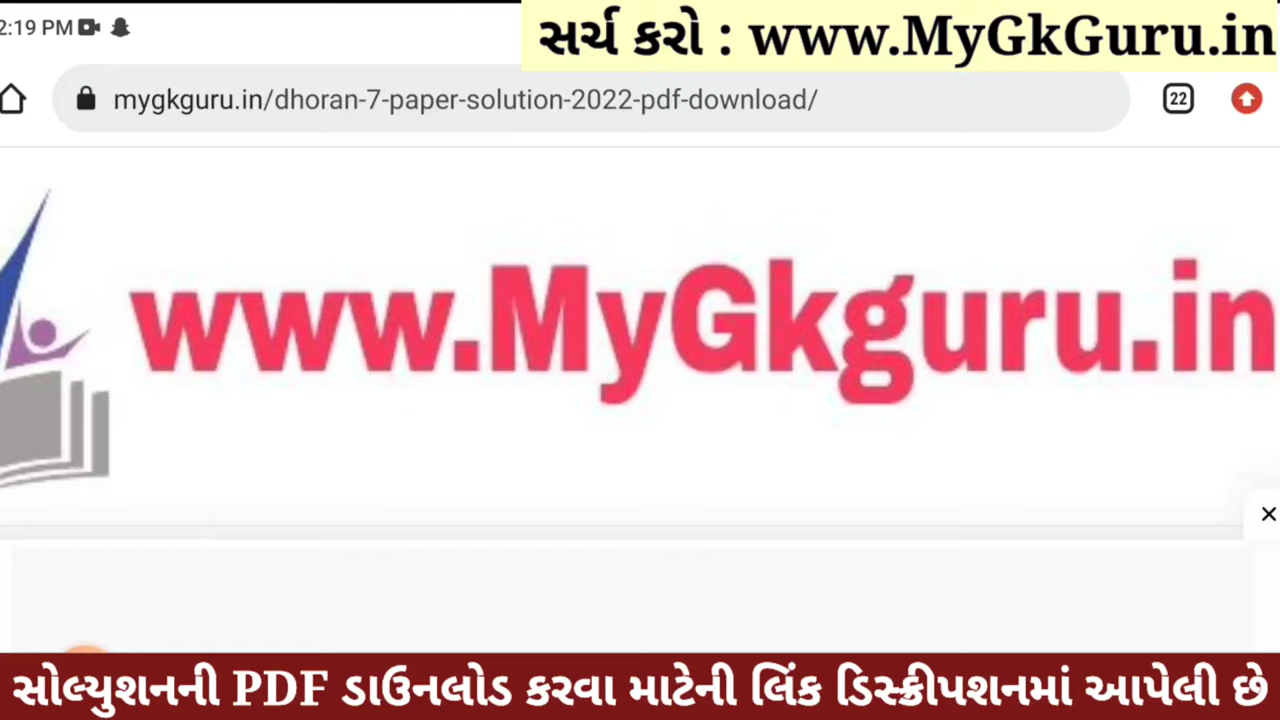 2:19 PM
સર્ચ કરો : www.MyGkGuru.in
mygkguru.in/dhoran-7-paper-solution-2022-pdf-download/
22
www.MyGkguru.in
સોલ્યુશનની PDF ડાઉનલોડ કરવા માટેની લિંક ડિસ્ક્રીપશનમાં આપેલી છે